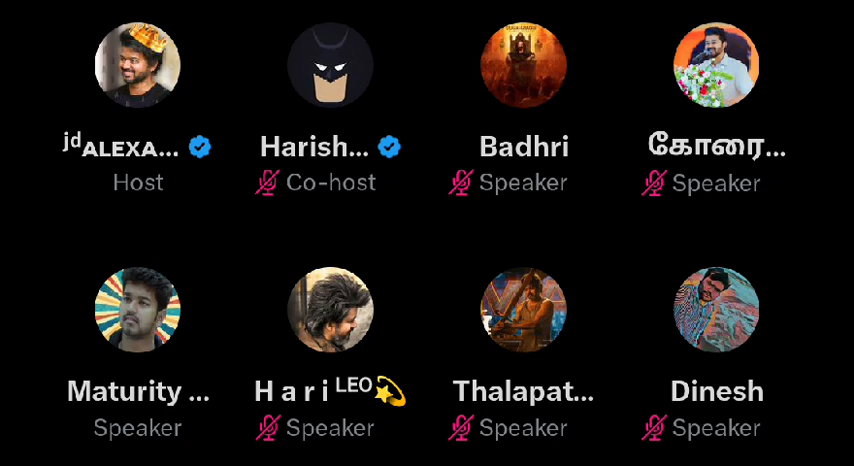 jdALEXA... Harish... Badhri கோரை...
Host Co-host Speaker Speaker
Maturity ... H a r i LEO💫 Thalapat... Dinesh
Speaker Speaker Speaker Speaker